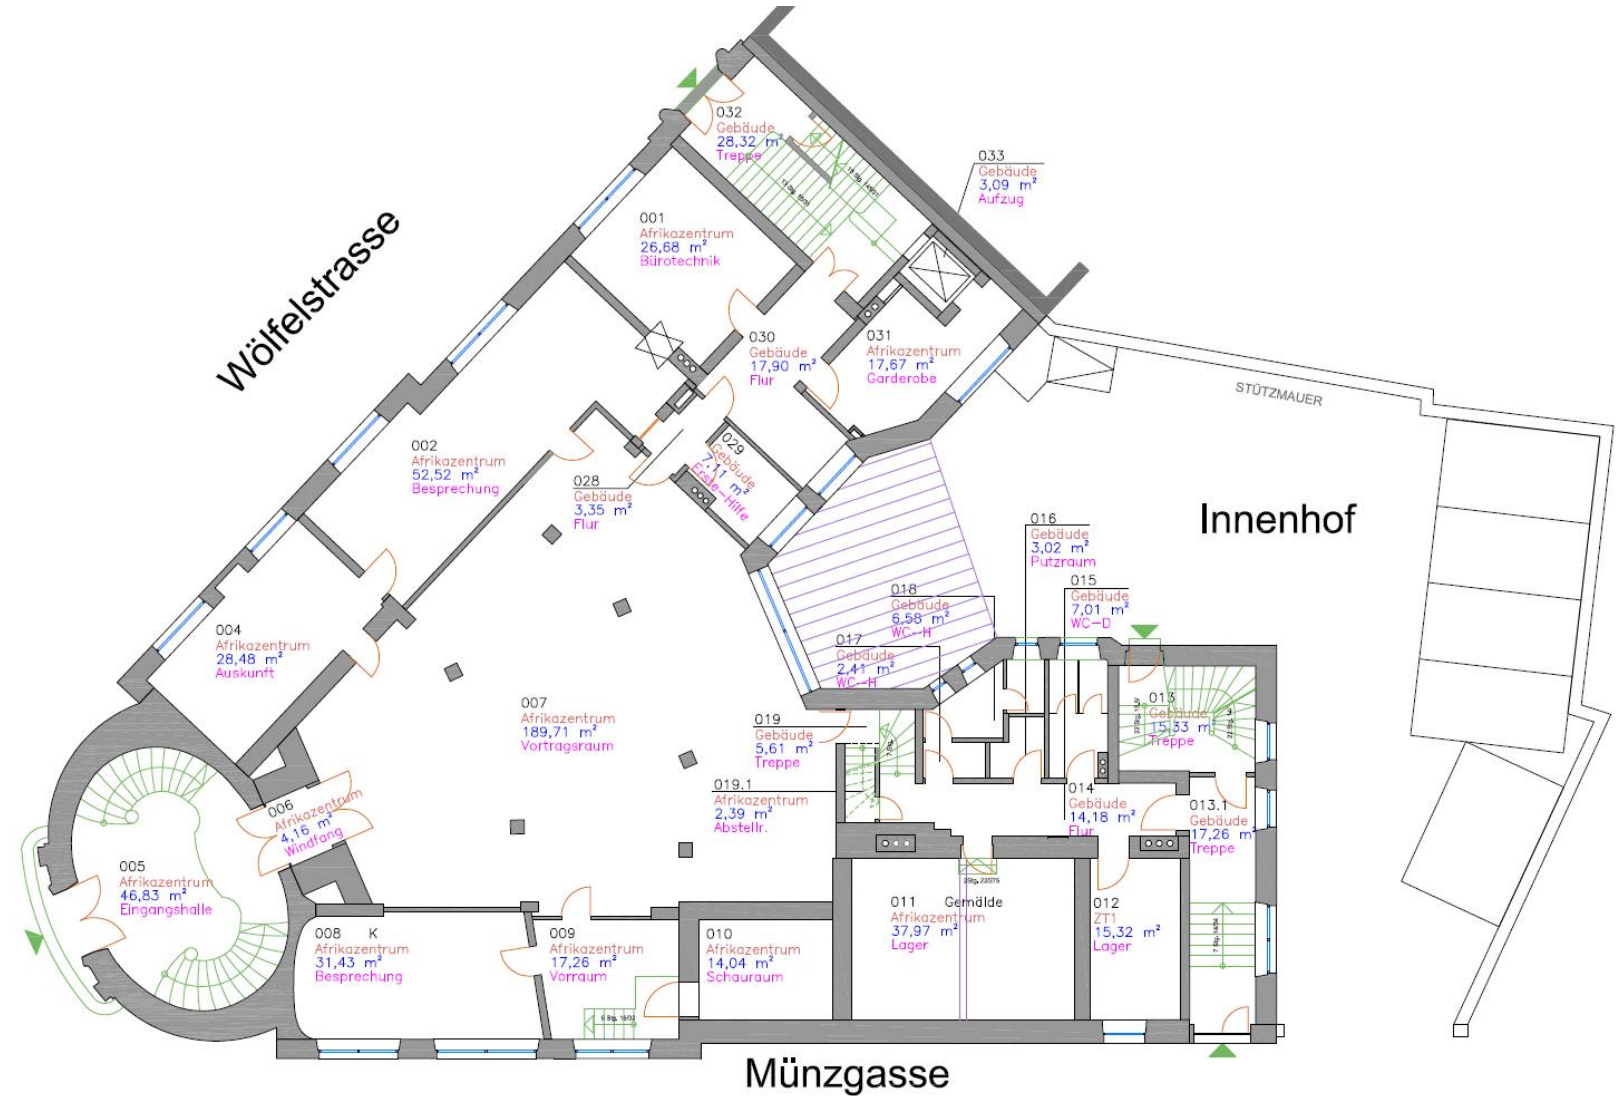 Wölfelstrasse
032
Gebäude
28,32 m²
Treppe
033
Gebäude
3,09 m²
Aufzug
001
Afrikazentrum
26,68 m²
Bürotechnik
030
Gebäude
17,90 m²
Flur
031
Afrikazentrum
17,67 m²
Garderobe
STÜTZMAUER
002
Afrikazentrum
52,52 m²
Besprechung
029
Gebäude
7,11 m²
Erste-Hilfe
028
Gebäude
3,35 m²
Flur
Innenhof
016
Gebäude
3,02 m²
Putzraum
015
Gebäude
7,01 m²
WC-D
018
Gebäude
6,58 m²
WC-H
017
Gebäude
2,41 m²
WC-H
004
Afrikazentrum
28,48 m²
Auskunft
007
Afrikazentrum
189,71 m²
Vortragsraum
013
Gebäude
15,33 m
Treppe
019
Gebäude
5,61 m²
Treppe
7 Stg.
019.1
Afrikazentrum
2,39 m²
Abstellr.
014
Gebäude
14,18 m²
Flur
013.1
Gebäude
17,26 m²
Treppe
006
Afrikazentrum
4,16 m²
Windfang
005
Afrikazentrum
46,83 m²
Eingangshalle
008 K
Afrikazentrum
31,43 m²
Besprechung
009
Afrikazentrum
17,26 m²
Vorraum
010
Afrikazentrum
14,04 m²
Schauraum
011 Gemälde
Afrikazentrum
37,97 m²
Lager
012
ZT1
15,32 m²
Lager
Münzgasse